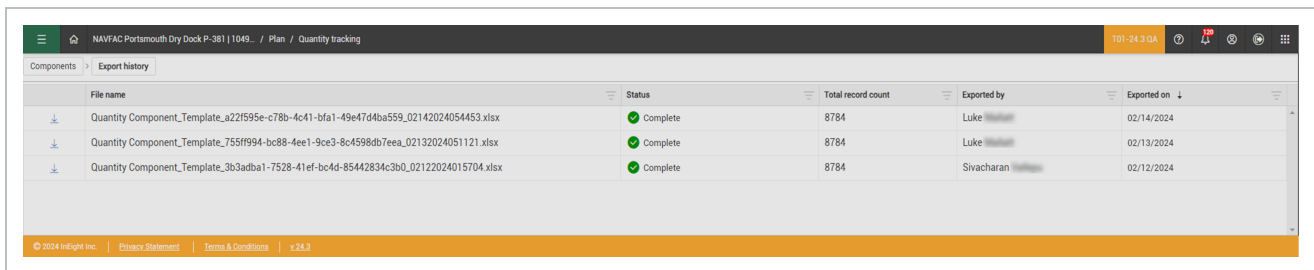 NAVFAC Portsmouth Dry Dock P-381 | 1049... / Plan / Quantity tracking T01-24.3 QA 120
Components > Export history
File name Status Total record count Exported by Exported on ↓
Quantity Component_Template_a22f595e-c78b-4c41-bfa1-49e47d4ba559_02142024054453.xlsx Complete 8784 Luke 02/14/2024
Quantity Component_Template_755ff994-bc88-4ee1-9ce3-8c4598db7eea_02132024051121.xlsx Complete 8784 Luke 02/13/2024
Quantity Component_Template_3b3adba1-7528-41ef-bc4d-85442834c3b0_02122024015704.xlsx Complete 8784 Sivacharan 02/12/2024
© 2024 InEight Inc. | Privacy Statement | Terms & Conditions | v 24.3